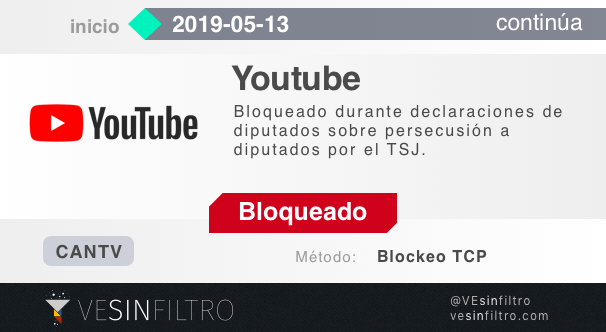 inicio 2019-05-13 continúa
Youtube
YouTube
Bloqueado durante declaraciones de
diputados sobre persecusión a
diputados por el TSJ.
Bloqueado
CANTV
Método: Blockeo TCP
VESINFILTRO
@VEsinfiltro
vesinfiltro.com